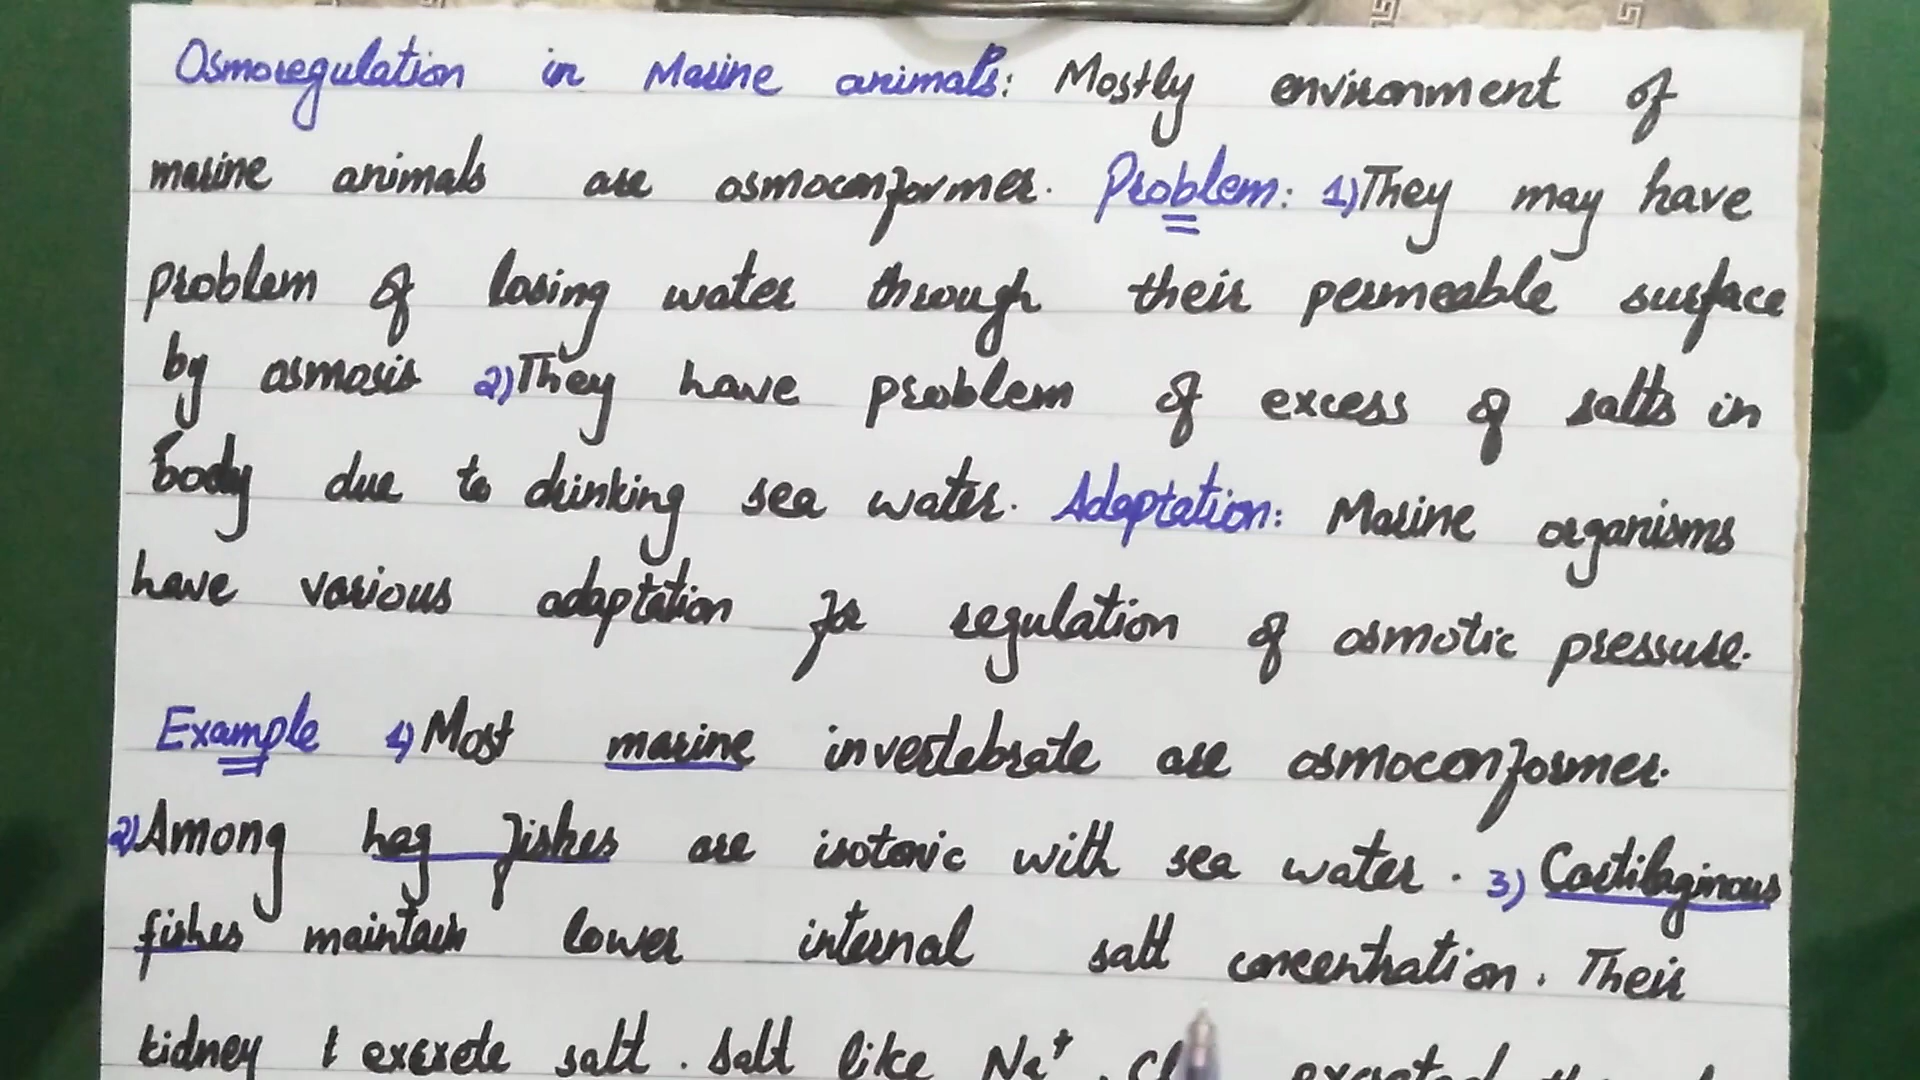 Osmoregulation in Marine animals: Mostly environment of
marine animals are osmoconformer. Problem: 1) They may have
problem of losing water through their permeable surface
by osmosis 2) They have problem of excess of salts in
body due to drinking sea water. Adaptation: Marine organisms
have various adaptation for regulation of osmotic pressure.
Example 1) Most marine invertebrate are osmoconformer.
2) Among hag fishes are isotonic with sea water. 3) Cartilaginous
fishes maintain lower internal salt concentration. Their
kidney excrete salt. Salt like Na⁺,